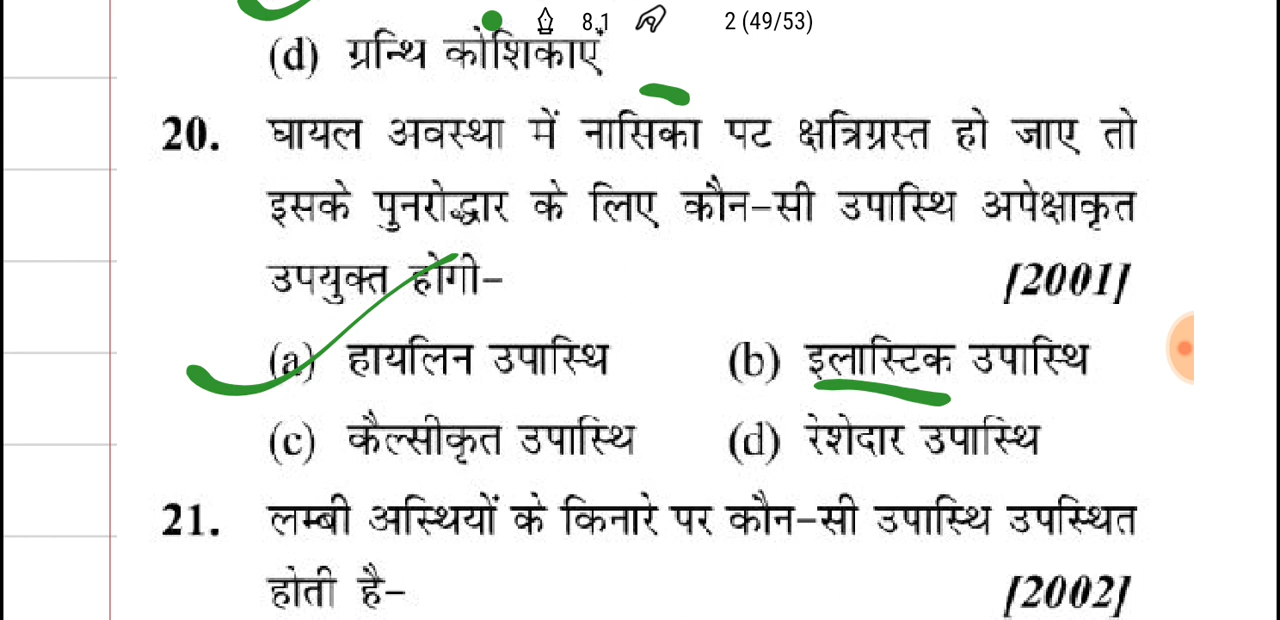 8.1 2 (49/53)
(d) ग्रन्थि कोशिकाएं
20. घायल अवस्था में नासिका पट क्षत्रिग्रस्त हो जाए तो
इसके पुनरोद्धार के लिए कौन-सी उपास्थि अपेक्षाकृत
उपयुक्त होगी- [2001]
(a) हायलिन उपास्थि (b) इलास्टिक उपास्थि
(c) कैल्सीकृत उपास्थि (d) रेशेदार उपास्थि
21. लम्बी अस्थियों के किनारे पर कौन-सी उपास्थि उपस्थित
होती है- [2002]